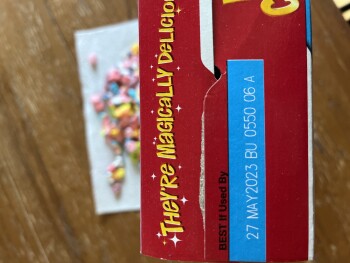 They're Magically Delicious
BEST If Used By
27 MAY2023 BU 0550 06 A